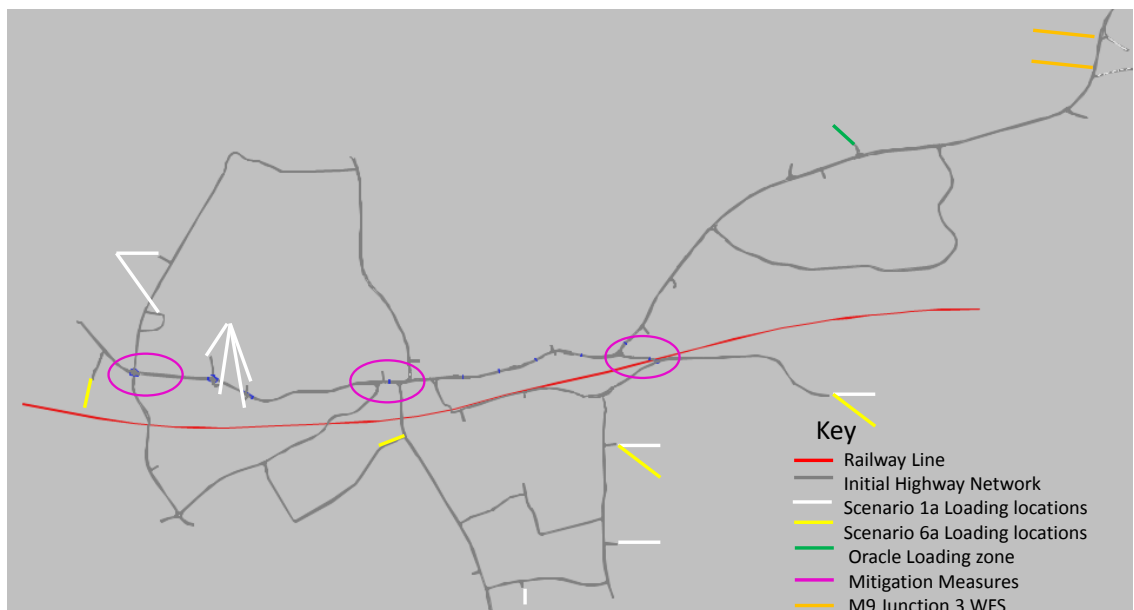 Key
Railway Line
Initial Highway Network
Scenario 1a Loading locations
Scenario 6a Loading locations
Oracle Loading zone
Mitigation Measures
M9 Junction 3 WFS